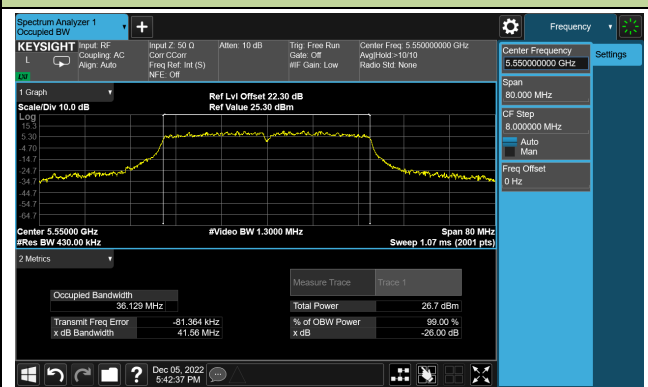 Spectrum Analyzer 1
Occupied BW
Frequency
KEYSIGHT
L
LXI
Input: RF
Coupling: AC
Align: Auto
Input Z: 50 Ω
Corr CCorr
Freq Ref: Int (S)
NFE: Off
Atten: 10 dB
Trig: Free Run
Gate: Off
#IF Gain: Low
Center Freq: 5.550000000 GHz
Avg|Hold:>10/10
Radio Std: None
Center Frequency
5.550000000 GHz
Settings
Span
80.000 MHz
CF Step
8.000000 MHz
Auto
Man
Freq Offset
0 Hz
1 Graph
Scale/Div 10.0 dB
Ref Lvl Offset 22.30 dB
Ref Value 25.30 dBm
Log
15.3
5.30
-4.70
-14.7
-24.7
-34.7
-44.7
-54.7
-64.7
Center 5.55000 GHz
#Video BW 1.3000 MHz
Span 80 MHz
#Res BW 430.00 kHz
Sweep 1.07 ms (2001 pts)
2 Metrics
Measure Trace
Trace 1
Occupied Bandwidth
36.129 MHz
Total Power
26.7 dBm
Transmit Freq Error
-81.364 kHz
% of OBW Power
99.00 %
x dB Bandwidth
41.56 MHz
x dB
-26.00 dB
Dec 05, 2022
5:42:37 PM